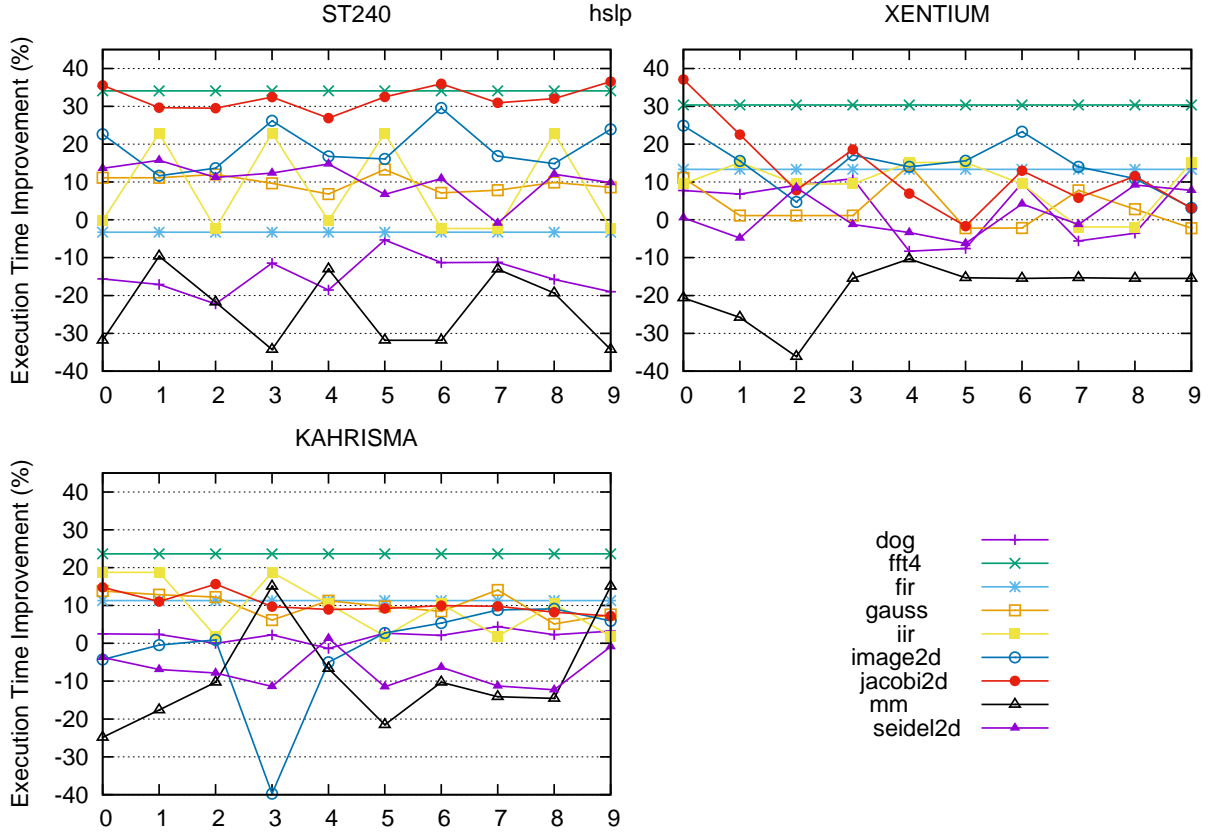 ST240 hslp XENTIUM
Execution Time Improvement (%)
40
30
20
10
0
-10
-20
-30
-40
0 1 2 3 4 5 6 7 8 9
Execution Time Improvement (%)
40
30
20
10
0
-10
-20
-30
-40
0 1 2 3 4 5 6 7 8 9
KAHRISMA
Execution Time Improvement (%)
40
30
20
10
0
-10
-20
-30
-40
0 1 2 3 4 5 6 7 8 9
dog
fft4
fir
gauss
iir
image2d
jacobi2d
mm
seidel2d